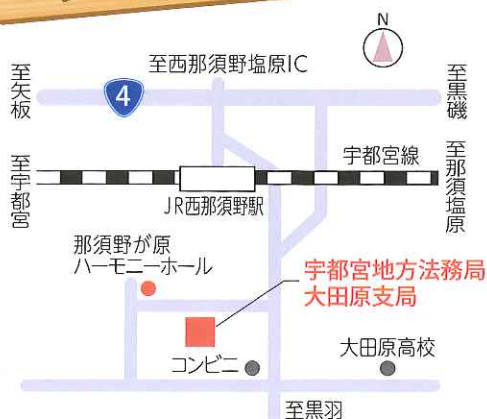 N
至西那須野塩原IC
至矢板
4
至黒磯
至宇都宮
宇都宮線
至那須塩原
JR西那須野駅
那須野が原
ハーモニーホール
宇都宮地方法務局
大田原支局
コンビニ
大田原高校
至黒羽